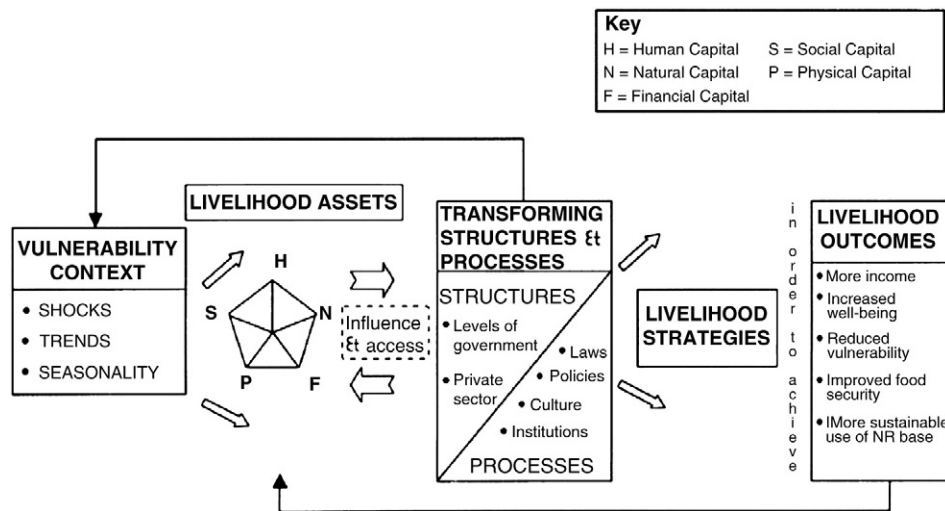 Key
H = Human Capital
S = Social Capital
N = Natural Capital
P = Physical Capital
F = Financial Capital
LIVELIHOOD ASSETS
VULNERABILITY
CONTEXT
• SHOCKS
• TRENDS
• SEASONALITY
H
S
N
P
F
Influence
& access
TRANSFORMING
STRUCTURES &
PROCESSES
STRUCTURES
• Levels of
government
• Private
sector
• Laws
• Policies
• Culture
• Institutions
PROCESSES
LIVELIHOOD
STRATEGIES
in order to achieve
LIVELIHOOD
OUTCOMES
• More income
• Increased
well-being
• Reduced
vulnerability
• Improved food
security
• IMore sustainable
use of NR base